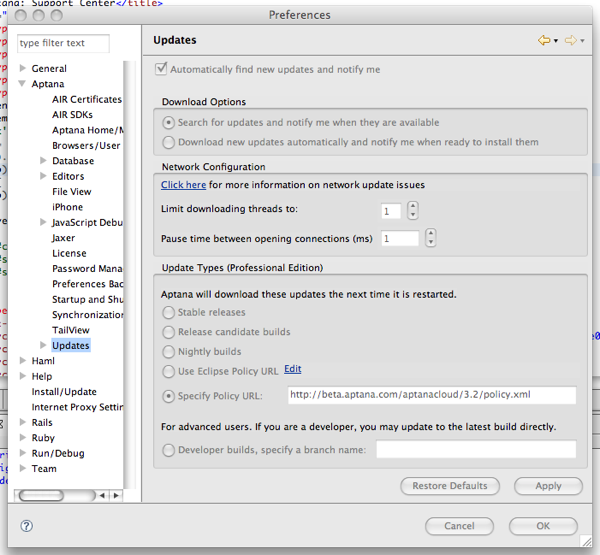 tana: Support Center</title>
Preferences
type filter text
General
Aptana
AIR Certificates
AIR SDKs
Aptana Home/M
Browsers/User
Database
Editors
File View
iPhone
JavaScript Debu
Jaxer
License
Password Manag
Preferences Bac
Startup and Shu
Synchronization
TailView
Updates
Haml
Help
Install/Update
Internet Proxy Settin
Rails
Ruby
Run/Debug
Team
Updates
Automatically find new updates and notify me
Download Options
Search for updates and notify me when they are available
Download new updates automatically and notify me when ready to install them
Network Configuration
Click here for more information on network update issues
Limit downloading threads to: 1
Pause time between opening connections (ms) 1
Update Types (Professional Edition)
Aptana will download these updates the next time it is restarted.
Stable releases
Release candidate builds
Nightly builds
Use Eclipse Policy URL Edit
Specify Policy URL: http://beta.aptana.com/aptanacloud/3.2/policy.xml
For advanced users. If you are a developer, you may update to the latest build directly.
Developer builds, specify a branch name:
Restore Defaults Apply
? Cancel OK